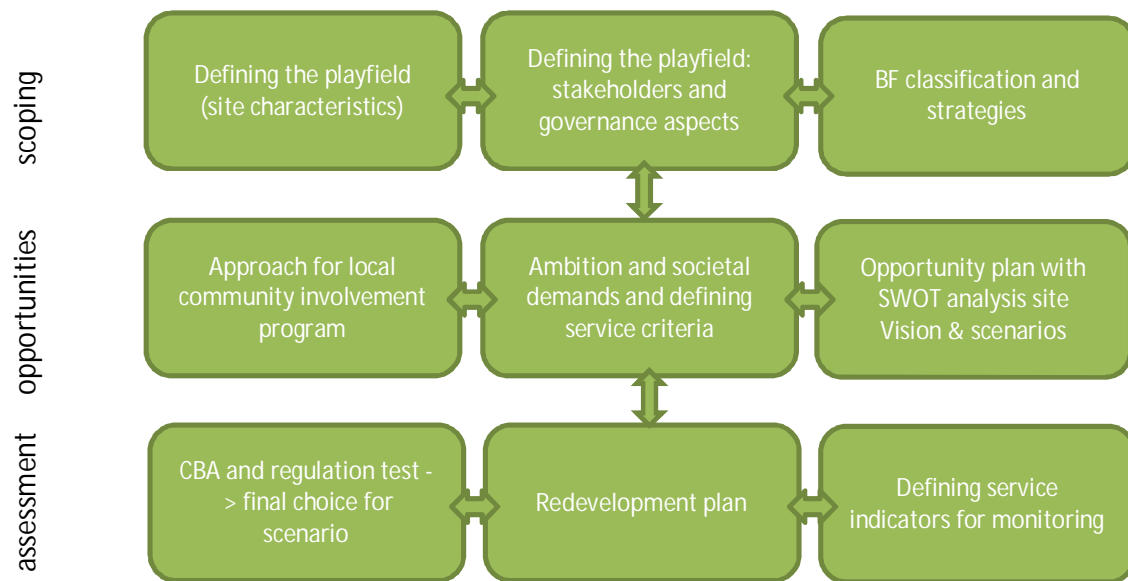 scoping
Defining the playfield
(site characteristics)
Defining the playfield:
stakeholders and
governance aspects
BF classification and
strategies
opportunities
Approach for local
community involvement
program
Ambition and societal
demands and defining
service criteria
Opportunity plan with
SWOT analysis site
Vision & scenarios
assessment
CBA and regulation test -
> final choice for
scenario
Redevelopment plan
Defining service
indicators for monitoring